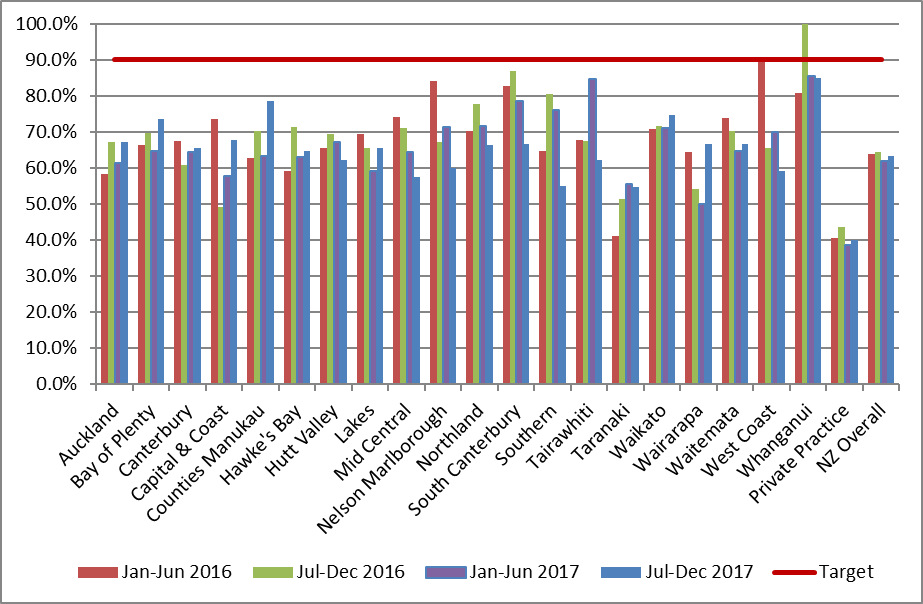 100.0%
90.0%
80.0%
70.0%
60.0%
50.0%
40.0%
30.0%
20.0%
10.0%
0.0%
Auckland
Bay of Plenty
Canterbury
Capital & Coast
Counties Manukau
Hawke's Bay
Hutt Valley
Lakes
Mid Central
Nelson Marlborough
Northland
South Canterbury
Southern
Tairawhiti
Taranaki
Waikato
Wairarapa
Waitemata
West Coast
Whanganui
Private Practice
NZ Overall
Jan-Jun 2016 Jul-Dec 2016 Jan-Jun 2017 Jul-Dec 2017 Target